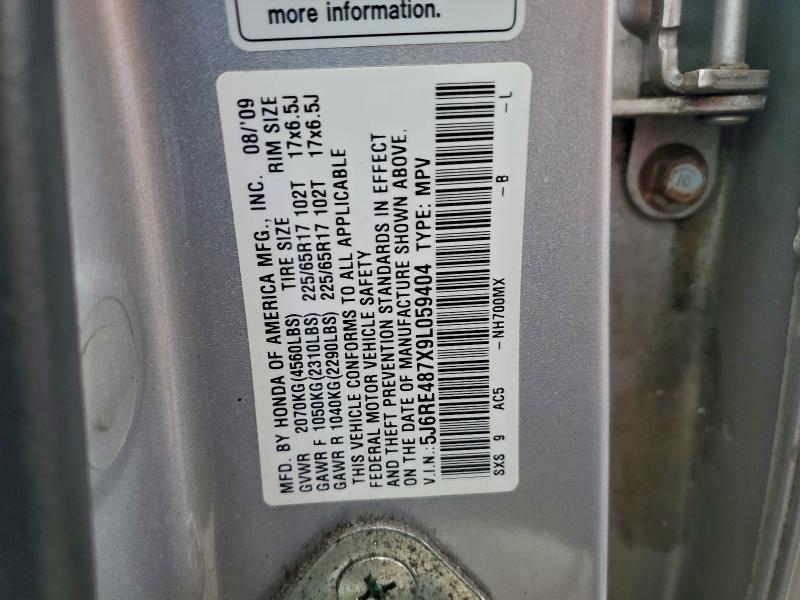 more information.
MFD. BY HONDA OF AMERICA MFG., INC. 08/'09
GVWR 2070KG(4560LBS) TIRE SIZE RIM SIZE
GAWR F 1050KG(2310LBS) 225/65R17 102T 17x6.5J
GAWR R 1040KG(2290LBS) 225/65R17 102T 17x6.5J
THIS VEHICLE CONFORMS TO ALL APPLICABLE
FEDERAL MOTOR VEHICLE SAFETY
AND THEFT PREVENTION STANDARDS IN EFFECT
ON THE DATE OF MANUFACTURE SHOWN ABOVE.
V.I.N.:5J6RE487X9L059404 TYPE: MPV
SXS 9 AC5 -NH700MX -B -L
10